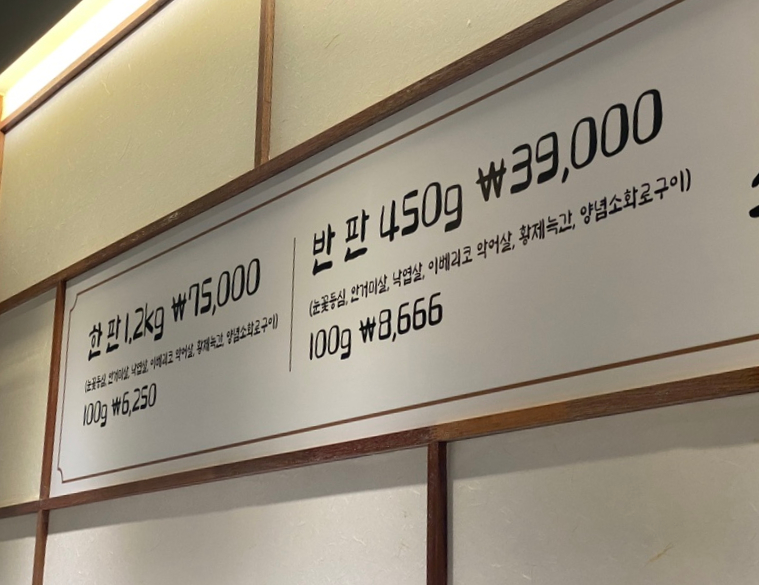 한 판 1,2kg ₩75,000
(눈꽃등심, 안거미살, 낙엽살, 이베리코 악어살, 황제늑간, 양념소화로구이)
100g ₩6,250
반 판 450g ₩39,000
(눈꽃등심, 안거미살, 낙엽살, 이베리코 악어살, 황제늑간, 양념소화로구이)
100g ₩8,666